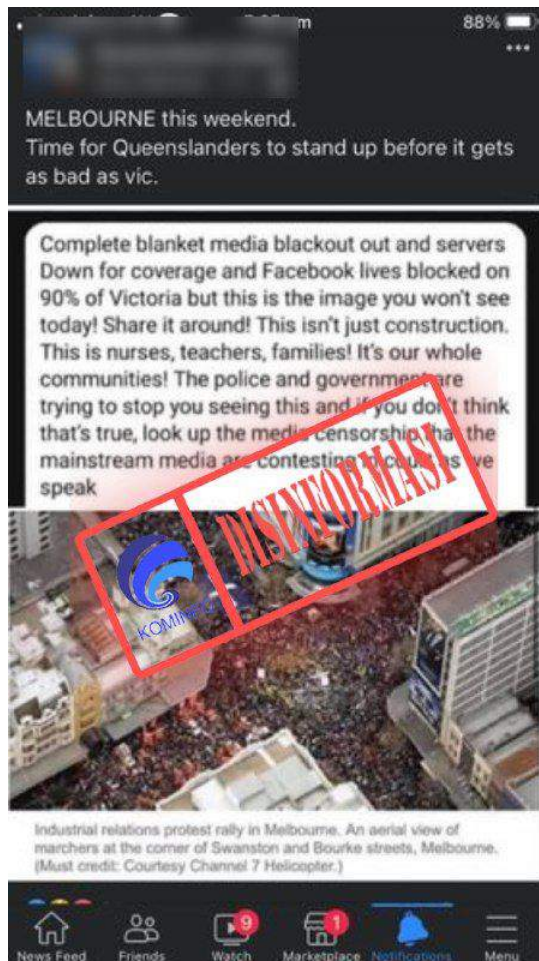 88%
MELBOURNE this weekend.
Time for Queenslanders to stand up before it gets
as bad as vic.
Complete blanket media blackout out and servers
Down for coverage and Facebook lives blocked on
90% of Victoria but this is the image you won't see
today! Share it around! This isn't just construction.
This is nurses, teachers, families! It's our whole
communities! The police and government are
trying to stop you seeing this and if you don't think
that's true, look up the media censorship that the
mainstream media are contesting in court as we
speak
DISINFORMASI
KOMINFO
Industrial relations protest rally in Melbourne. An aerial view of
marchers at the corner of Swanston and Bourke streets, Melbourne.
(Must credit: Courtesy Channel 7 Helicopter.)
9 1
News Feed Friends Watch Marketplace Notifications Menu